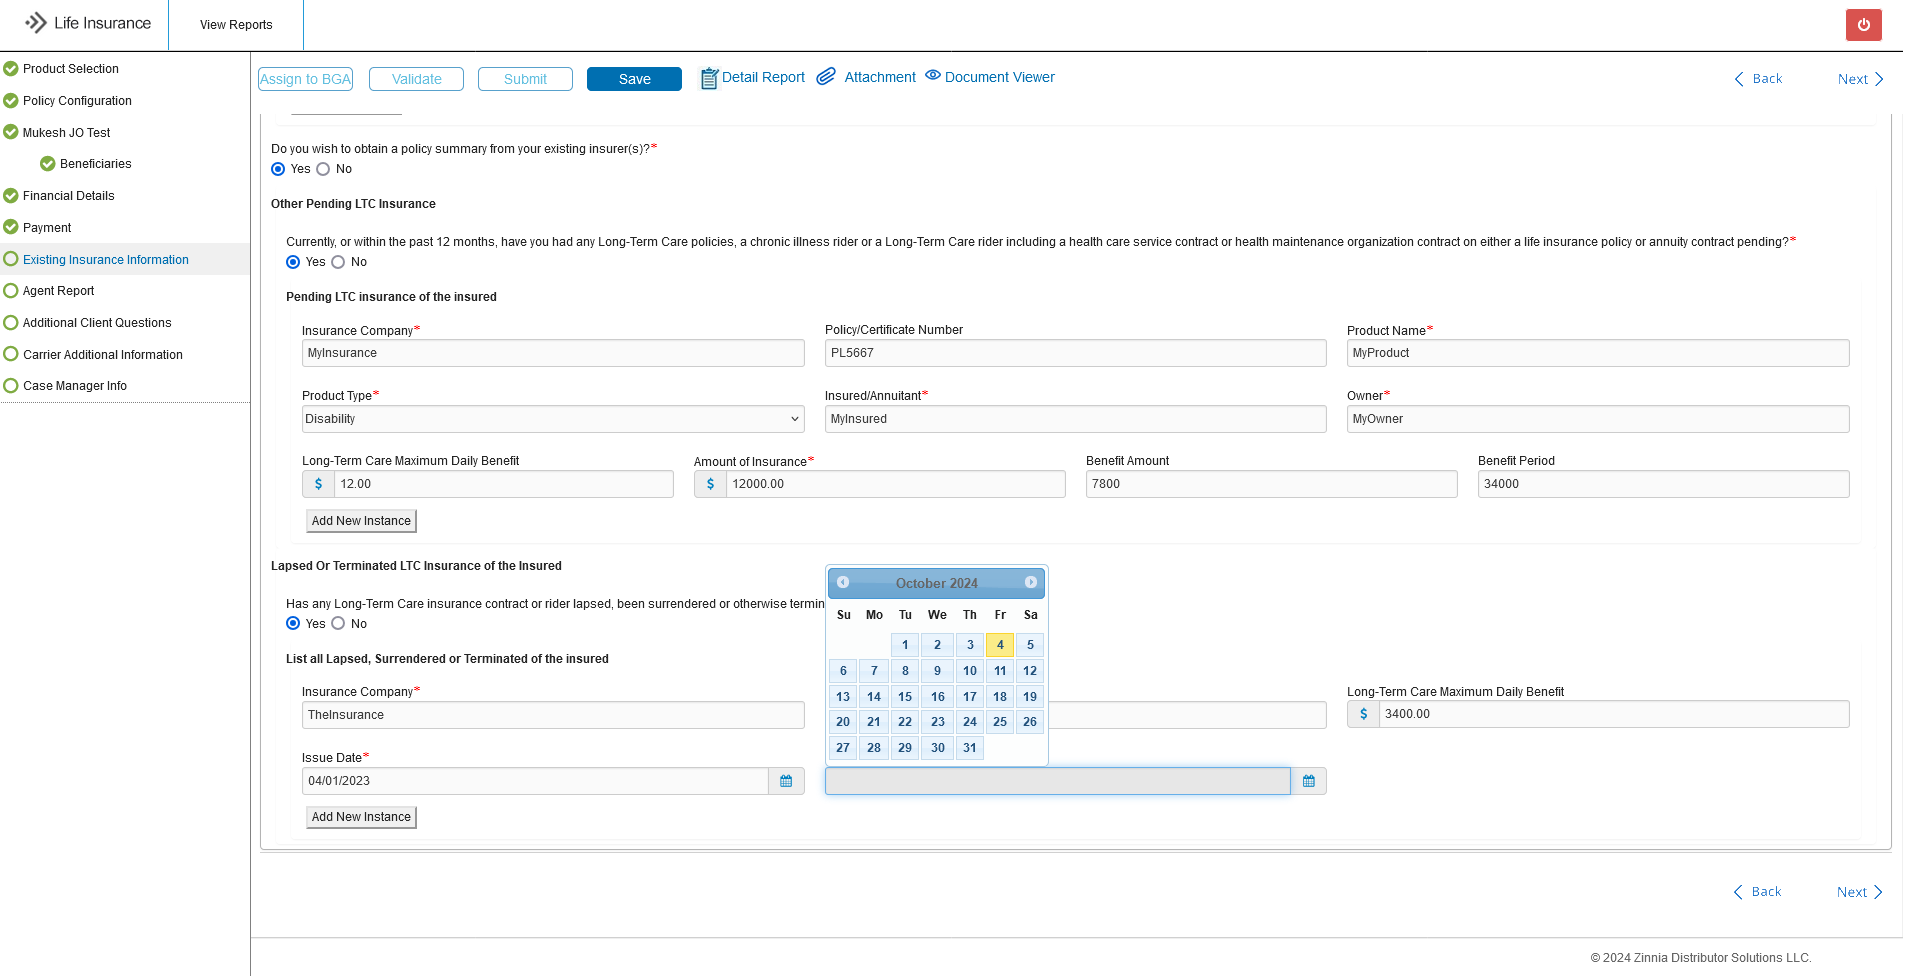 Life Insurance
View Reports
Product Selection
Policy Configuration
Mukesh JO Test
Beneficiaries
Financial Details
Payment
Existing Insurance Information
Agent Report
Additional Client Questions
Carrier Additional Information
Case Manager Info
Assign to BGA Validate Submit Save Detail Report Attachment Document Viewer Back Next
Do you wish to obtain a policy summary from your existing insurer(s)?*
Yes No
Other Pending LTC Insurance
Currently, or within the past 12 months, have you had any Long-Term Care policies, a chronic illness rider or a Long-Term Care rider including a health care service contract or health maintenance organization contract on either a life insurance policy or annuity contract pending?*
Yes No
Pending LTC insurance of the insured
Insurance Company* Policy/Certificate Number Product Name*
MyInsurance PL5667 MyProduct
Product Type* Insured/Annuitant* Owner*
Disability MyInsured MyOwner
Long-Term Care Maximum Daily Benefit Amount of Insurance* Benefit Amount Benefit Period
$ 12.00 $ 12000.00 7800 34000
Add New Instance
Lapsed Or Terminated LTC Insurance of the Insured
Has any Long-Term Care insurance contract or rider lapsed, been surrendered or otherwise termin
Yes No
List all Lapsed, Surrendered or Terminated of the insured
Insurance Company* Long-Term Care Maximum Daily Benefit
TheInsurance $ 3400.00
Issue Date*
04/01/2023
Add New Instance
October 2024
Su Mo Tu We Th Fr Sa
1 2 3 4 5
6 7 8 9 10 11 12
13 14 15 16 17 18 19
20 21 22 23 24 25 26
27 28 29 30 31
Back Next
© 2024 Zinnia Distributor Solutions LLC.